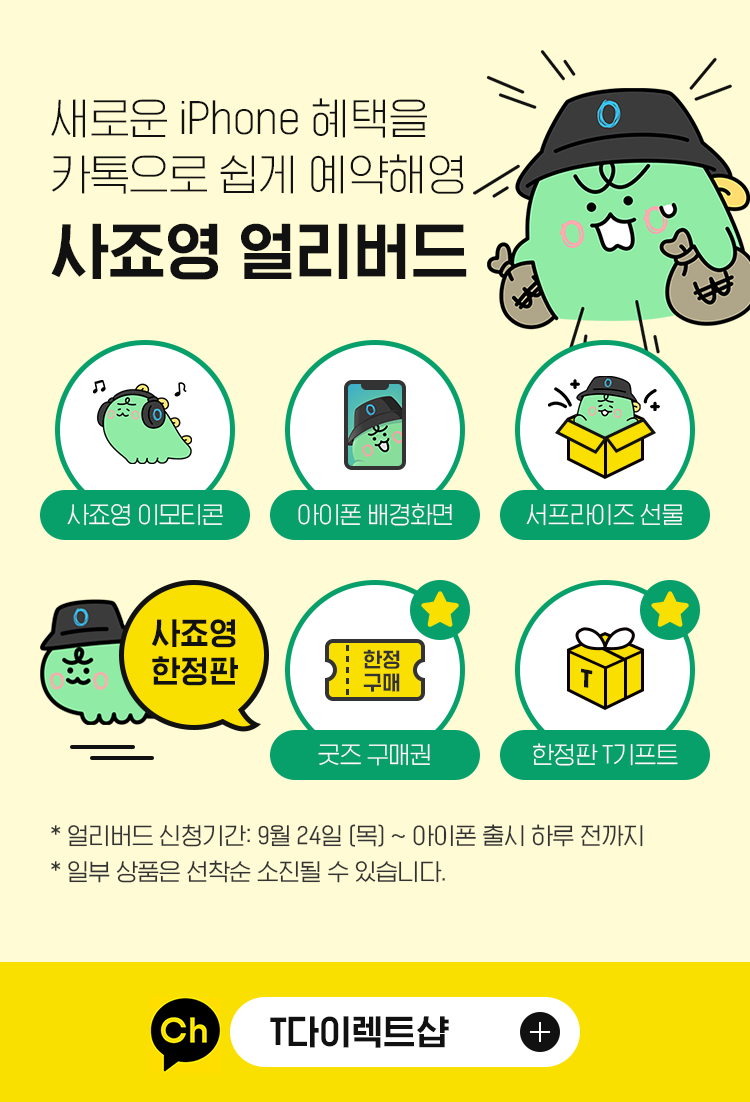 새로운 iPhone 혜택을
카톡으로 쉽게 예약해영
사죠영 얼리버드
사죠영 이모티콘
아이폰 배경화면
서프라이즈 선물
사죠영
한정판
한정
구매
굿즈 구매권
T
한정판 T기프트
* 얼리버드 신청기간: 9월 24일 (목) ~ 아이폰 출시 하루 전까지
* 일부 상품은 선착순 소진될 수 있습니다.
Ch
T다이렉트샵